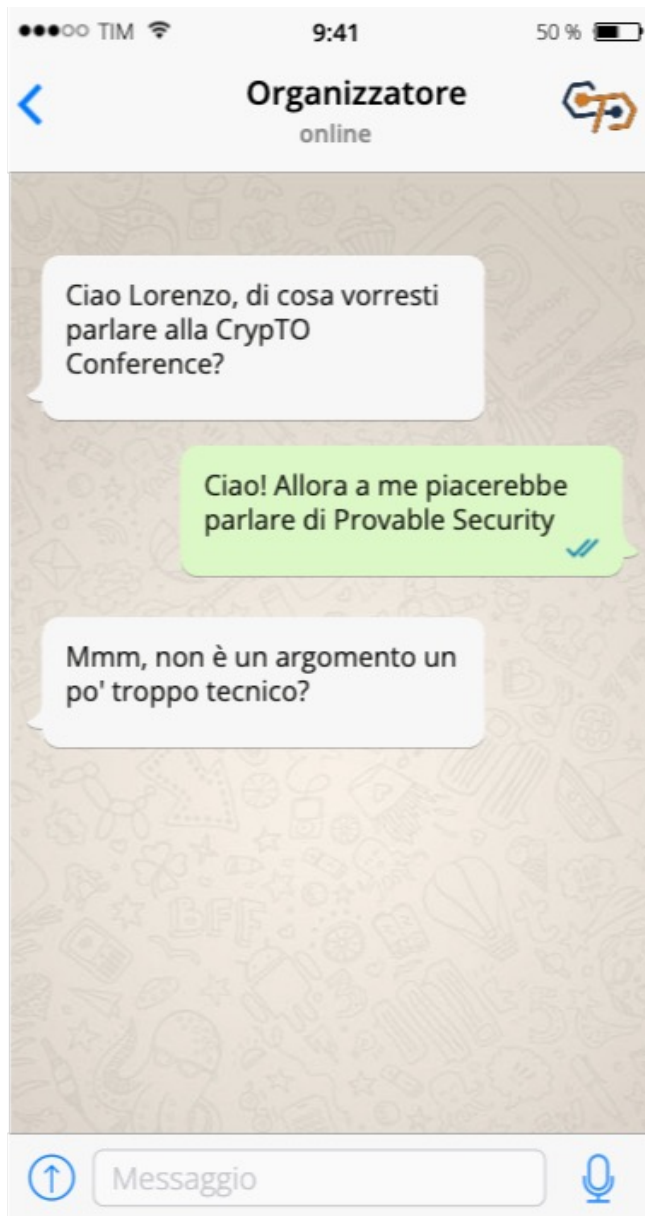 TIM
9:41
50 %
Organizzatore
online
Ciao Lorenzo, di cosa vorresti
parlare alla CrypTO
Conference?
Ciao! Allora a me piacerebbe
parlare di Provable Security
Mmm, non è un argomento un
po' troppo tecnico?
BFF
Messaggio